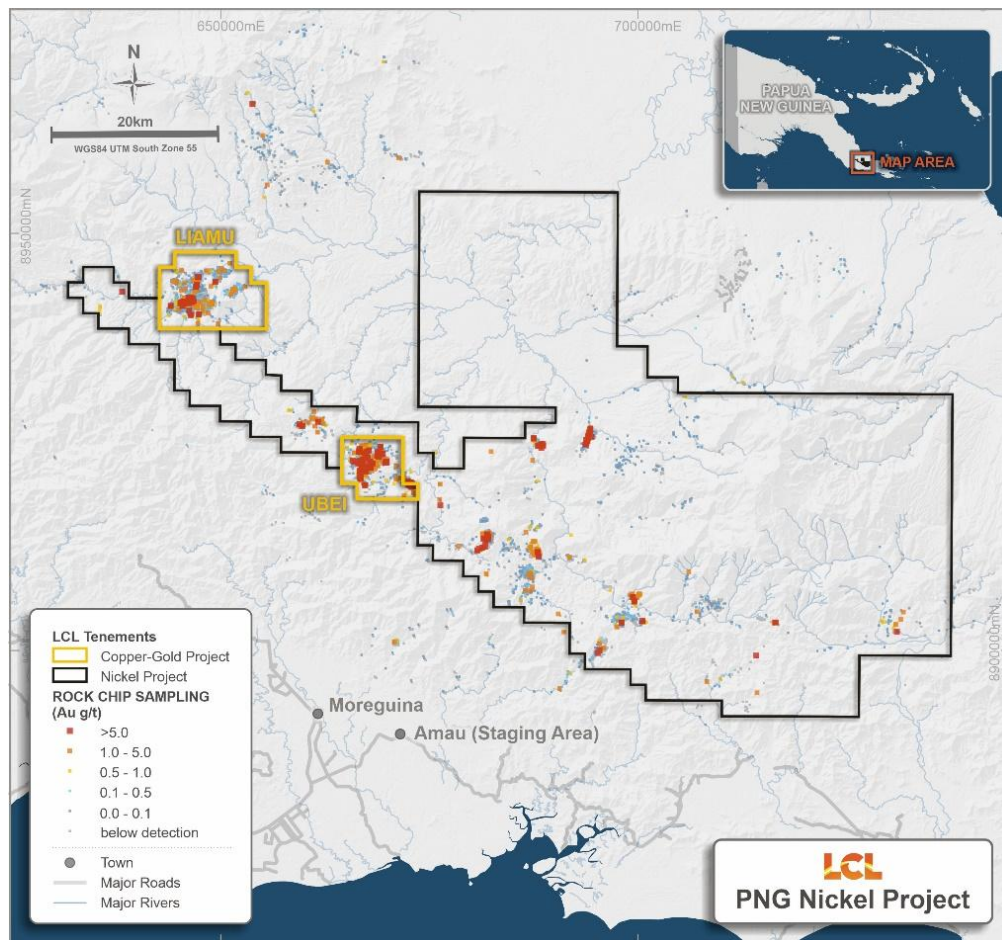 650000mE
700000mE
N
20km
WGS84 UTM South Zone 55
PAPUA
NEW GUINEA
MAP AREA
8950000mN
LIAMU
UBEI
8900000mN
LCL Tenements
Copper-Gold Project
Nickel Project
ROCK CHIP SAMPLING
(Au g/t)
>5.0
1.0 - 5.0
0.5 - 1.0
0.1 - 0.5
0.0 - 0.1
below detection
Town
Major Roads
Major Rivers
Moreguina
Amau (Staging Area)
LCL
PNG Nickel Project